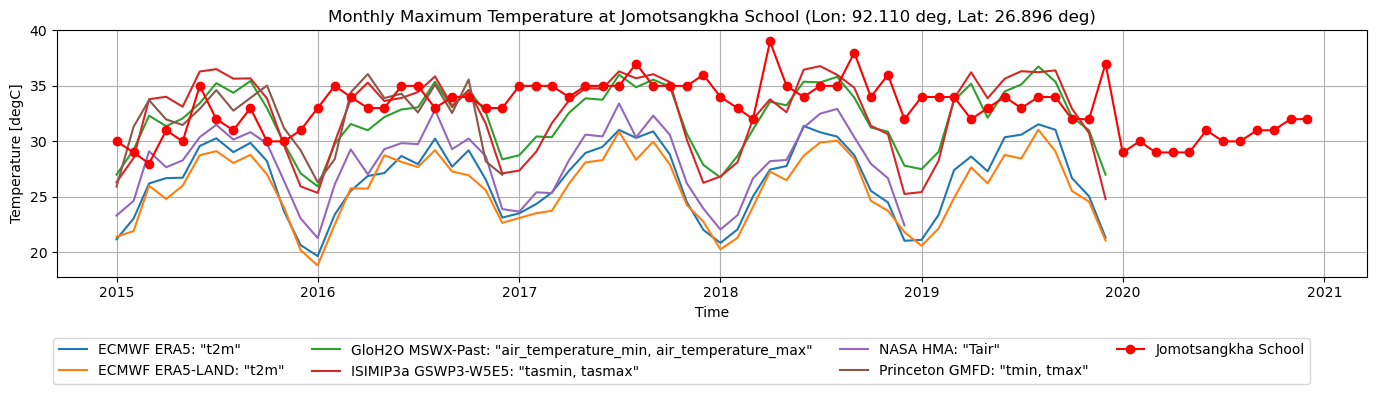 Monthly Maximum Temperature at Jomotsangkha School (Lon: 92.110 deg, Lat: 26.896 deg)
Temperature [degC]
40
35
30
25
20
2015 2016 2017 2018 2019 2020 2021
Time
ECMWF ERA5: "t2m" GloH2O MSWX-Past: "air_temperature_min, air_temperature_max" NASA HMA: "Tair" Jomotsangkha School
ECMWF ERA5-LAND: "t2m" ISIMIP3a GSWP3-W5E5: "tasmin, tasmax" Princeton GMFD: "tmin, tmax"